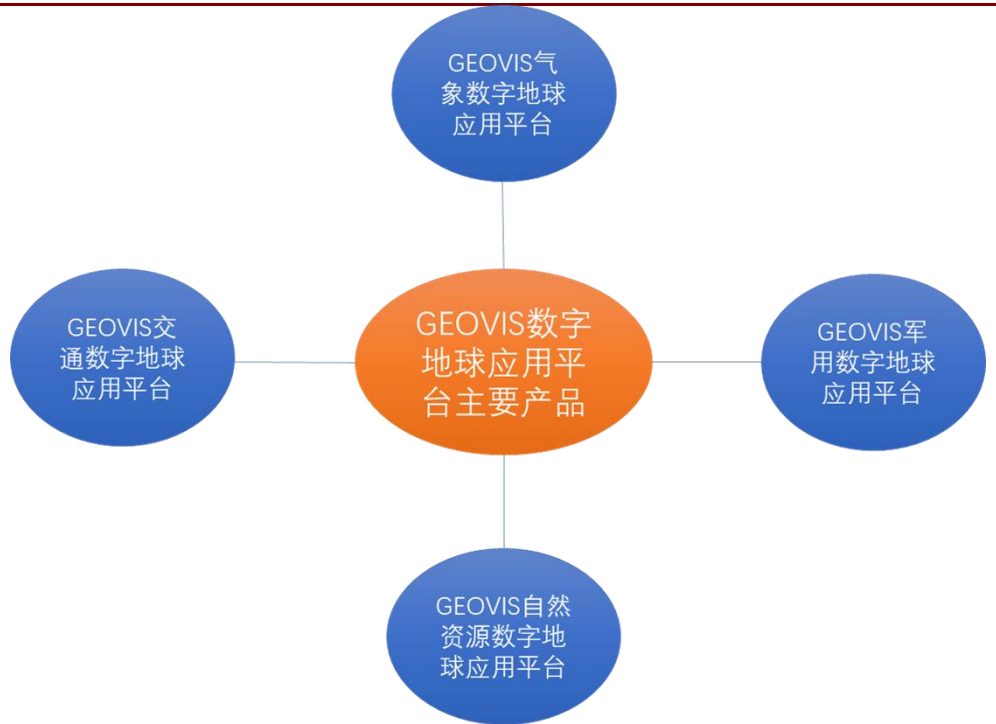 GEOVIS气
象数字地球
应用平台
GEOVIS交
通数字地球
应用平台
GEOVIS数字
地球应用平
台主要产品
GEOVIS军
用数字地球
应用平台
GEOVIS自然
资源数字地
球应用平台